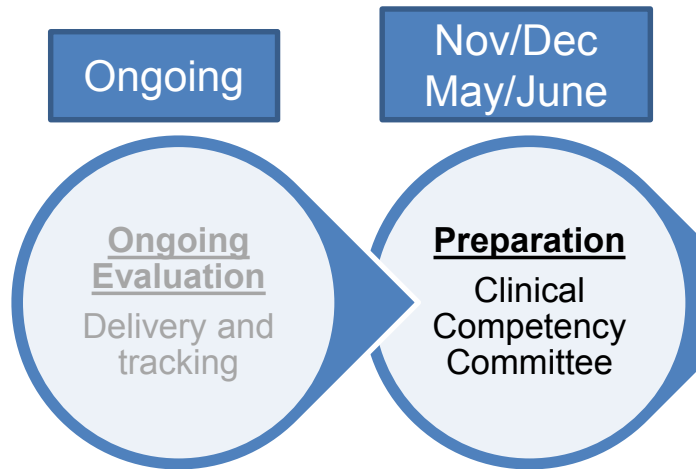 Ongoing
Nov/Dec
May/June
Ongoing
Evaluation
Delivery and
tracking
Preparation
Clinical
Competency
Committee